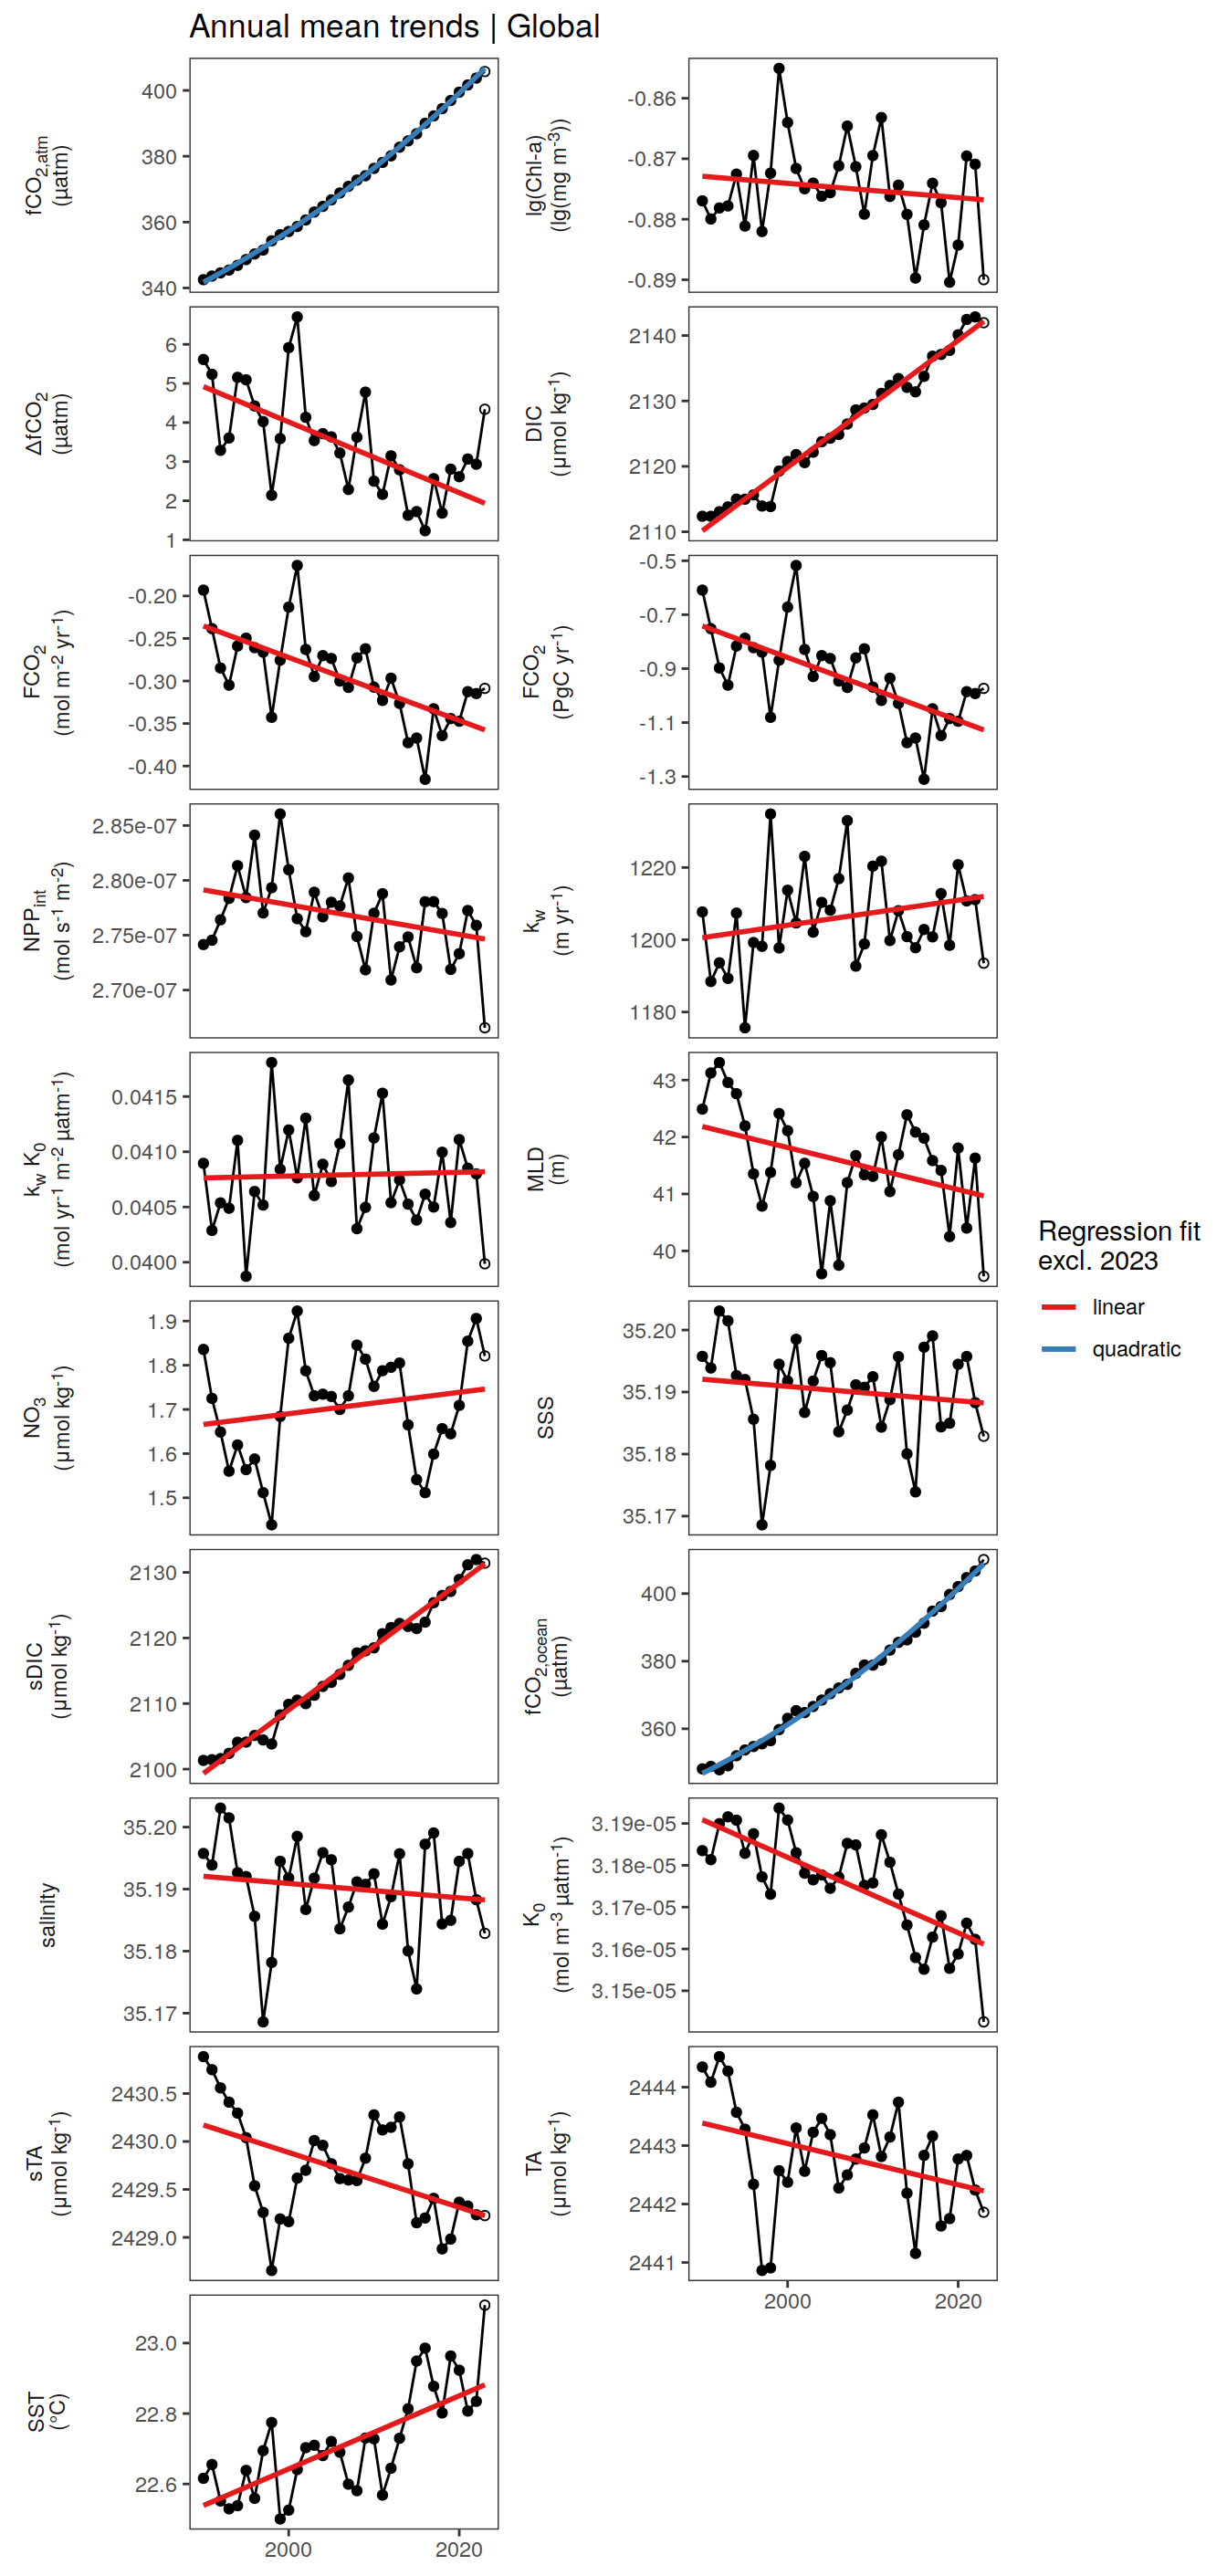 Annual mean trends | Global
fCO2,atm
(µatm)
400
380
360
340
lg(Chl-a)
(lg(mg m-3))
-0.86
-0.87
-0.88
-0.89
ΔfCO2
(µatm)
6
5
4
3
2
1
DIC
(µmol kg-1)
2140
2130
2120
2110
FCO2
(mol m-2 yr-1)
-0.20
-0.25
-0.30
-0.35
-0.40
FCO2
(PgC yr-1)
-0.5
-0.7
-0.9
-1.1
-1.3
NPPint
(mol s-1 m-2)
2.85e-07
2.80e-07
2.75e-07
2.70e-07
kw
(m yr-1)
1220
1200
1180
kw K0
(mol yr-1 m-2 µatm-1)
0.0415
0.0410
0.0405
0.0400
MLD
(m)
43
42
41
40
Regression fit
excl. 2023
linear
quadratic
NO3
(µmol kg-1)
1.9
1.8
1.7
1.6
1.5
SSS
35.20
35.19
35.18
35.17
sDIC
(µmol kg-1)
2130
2120
2110
2100
fCO2,ocean
(µatm)
400
380
360
salinity
35.20
35.19
35.18
35.17
K0
(mol m-3 µatm-1)
3.19e-05
3.18e-05
3.17e-05
3.16e-05
3.15e-05
sTA
(µmol kg-1)
2430.5
2430.0
2429.5
2429.0
TA
(µmol kg-1)
2444
2443
2442
2441
2000
2020
SST
(°C)
23.0
22.8
22.6
2000
2020